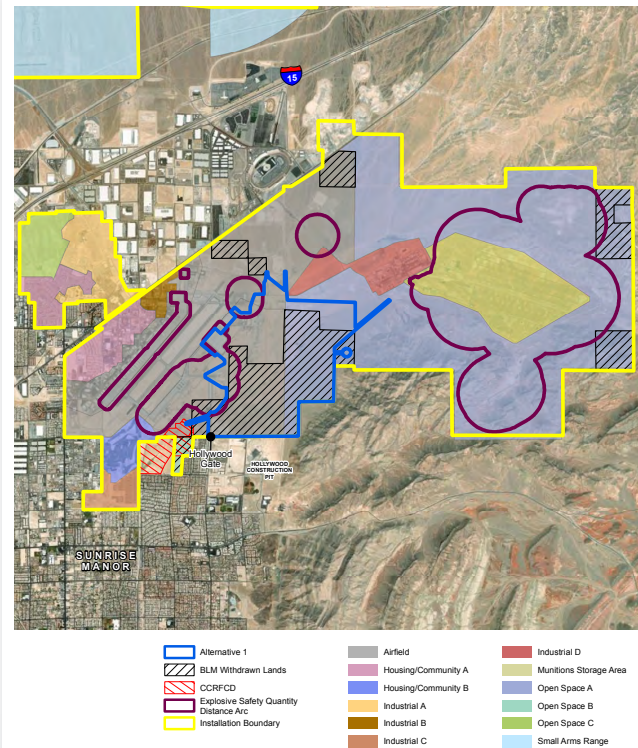 15
Hollywood
Gate
HOLLYWOOD
CONSTRUCTION
PIT
SUNRISE
MANOR
Alternative 1
BLM Withdrawn Lands
CCRFCD
Explosive Safety Quantity
Distance Arc
Installation Boundary
Airfield
Housing/Community A
Housing/Community B
Industrial A
Industrial B
Industrial C
Industrial D
Munitions Storage Area
Open Space A
Open Space B
Open Space C
Small Arms Range